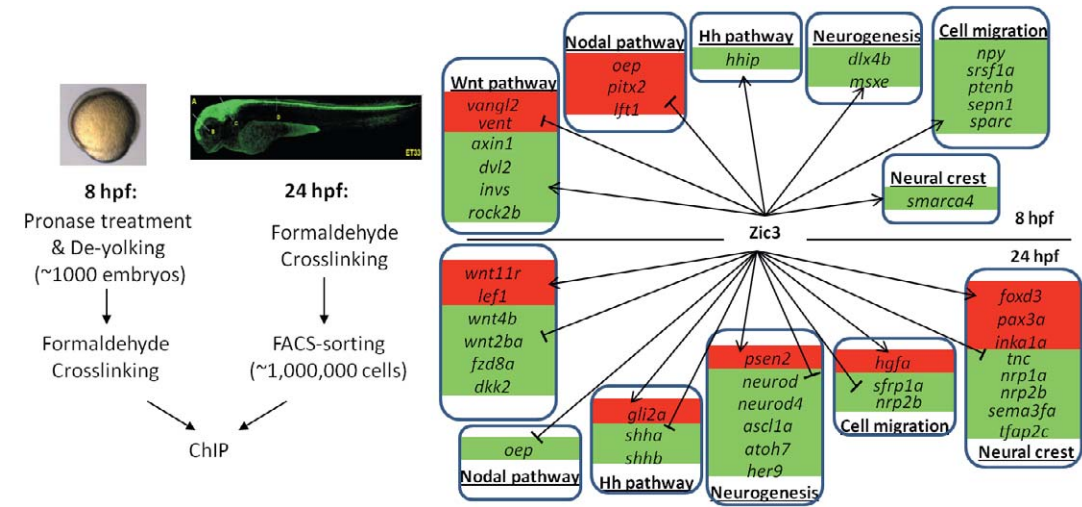 A
B
C
D
ET33
8 hpf:
Pronase treatment
& De-yolking
(~1000 embryos)
Formaldehyde
Crosslinking
24 hpf:
Formaldehyde
Crosslinking
FACS-sorting
(~1,000,000 cells)
ChIP
Wnt pathway
vangl2
vent
axin1
dvl2
invs
rock2b
Nodal pathway
oep
pitx2
lft1
Hh pathway
hhip
Neurogenesis
dlx4b
msxe
Cell migration
npy
srsf1a
ptenb
sepn1
sparc
Neural crest
smarca4
Zic3
8 hpf
24 hpf
wnt11r
lef1
wnt4b
wnt2ba
fzd8a
dkk2
oep
Nodal pathway
gli2a
shha
shhb
Hh pathway
psen2
neurod
neurod4
ascl1a
atoh7
her9
Neurogenesis
hgfa
sfrp1a
nrp2b
Cell migration
foxd3
pax3a
inka1a
tnc
nrp1a
nrp2b
sema3fa
tfap2c
Neural crest